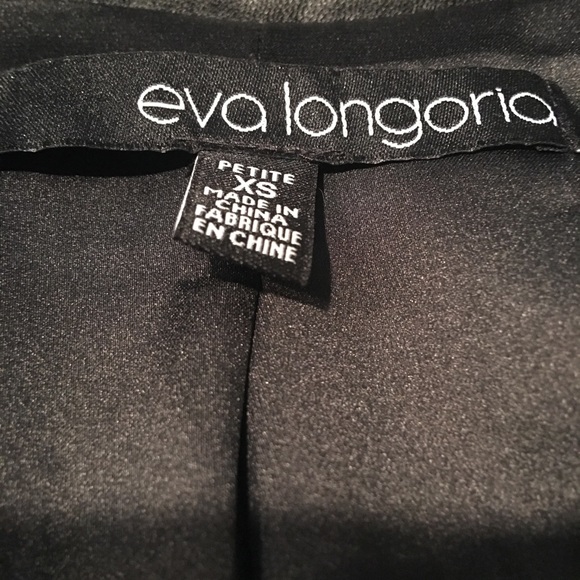 eva longoria
PETITE
XS
MADE IN
CHINA
FABRIQUE
EN CHINE